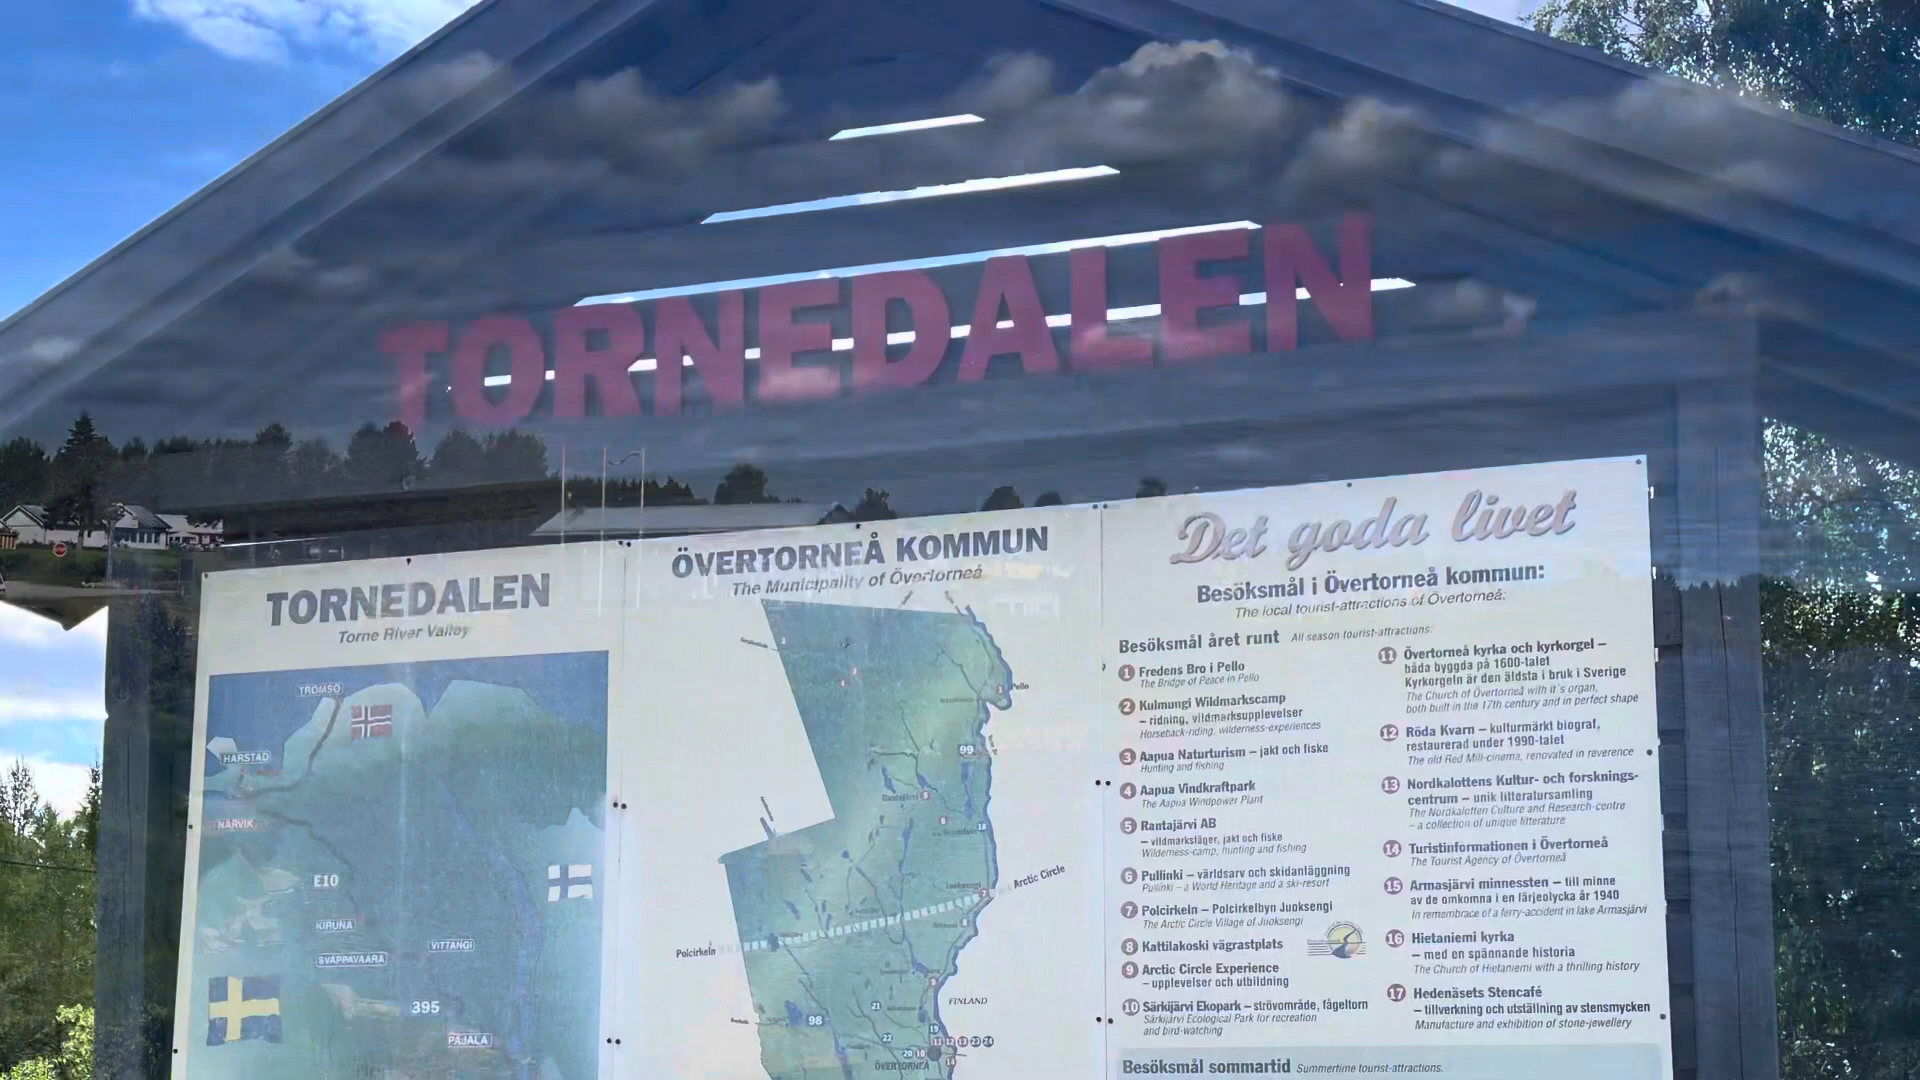 TORNEDALEN
TORNEDALEN
Torne River Valley
TROMSÖ
HARSTAD
NARVIK
E10
KIRUNA
VITTANGI
SVAPPAVAARA
395
PAJALA
ÖVERTORNEÅ KOMMUN
The Municipality of Övertorneå
Pello
99
Arctic Circle
Polcirkeln
FINLAND
98
21
22
19
20 10
11 12 13 23 24
14
ÖVERTORNEÅ
Det goda livet
Besöksmål i Övertorneå kommun:
The local tourist-attractions of Övertorneå:
Besöksmål året runt All season tourist-attractions:
1 Fredens Bro i Pello
The Bridge of Peace in Pello
2 Kulmungi Wildmarkscamp
– ridning, vildmarksupplevelser
Horseback-riding, wilderness-experiences
3 Aapua Naturturism – jakt och fiske
Hunting and fishing
4 Aapua Vindkraftpark
The Aapua Windpower Plant
5 Rantajärvi AB
– vildmarksläger, jakt och fiske
Wilderness-camp, hunting and fishing
6 Pullinki – världsarv och skidanläggning
Pullinki – a World Heritage and a ski-resort
7 Polcirkeln – Polcirkelbyn Juoksengi
The Arctic Circle Village of Juoksengi
8 Kattilakoski vägrastplats
9 Arctic Circle Experience
– upplevelser och utbildning
10 Särkijärvi Ekopark – strövområde, fågeltorn
Särkijärvi Ecological Park for recreation
and bird-watching
11 Övertorneå kyrka och kyrkorgel –
båda byggda på 1600-talet
Kyrkorgeln är den äldsta i bruk i Sverige
The Church of Övertorneå with it´s organ,
both built in the 17th century and in perfect shape
12 Röda Kvarn – kulturmärkt biograf,
restaurerad under 1990-talet
The old Red Mill-cinema, renovated in reverence
13 Nordkalottens Kultur- och forsknings-
centrum – unik litteratursamling
The Nordkalotten Culture and Research-centre
– a collection of unique litterature
14 Turistinformationen i Övertorneå
The Tourist Agency of Övertorneå
15 Armasjärvi minnessten – till minne
av de omkomna i en färjeolycka år 1940
In remembrace of a ferry-accident in lake Armasjärvi
16 Hietaniemi kyrka
– med en spännande historia
The Church of Hietaniemi with a thrilling history
17 Hedenäsets Stencafé
– tillverkning och utställning av stensmycken
Manufacture and exhibition of stone-jewellery
Besöksmål sommartid Summertime tourist-attractions.